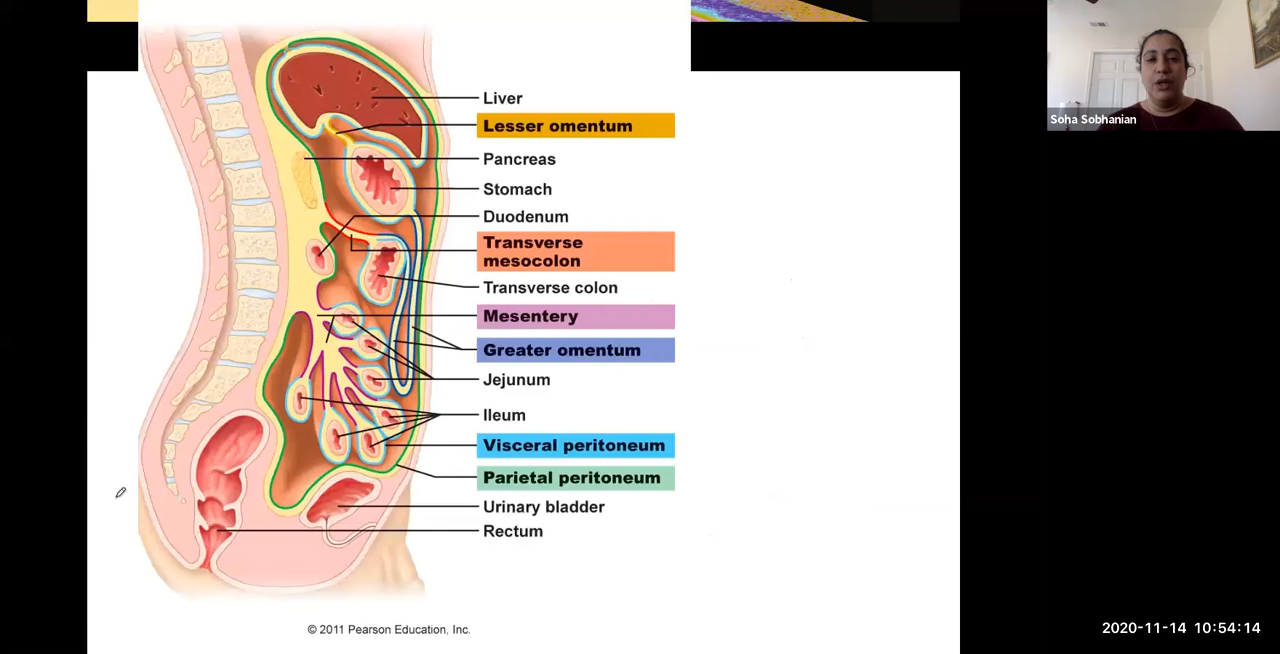 Liver
Lesser omentum
Pancreas
Stomach
Duodenum
Transverse
mesocolon
Transverse colon
Mesentery
Greater omentum
Jejunum
Ileum
Visceral peritoneum
Parietal peritoneum
Urinary bladder
Rectum
© 2011 Pearson Education, Inc.
Soha Sobhanian
2020-11-14 10:54:14